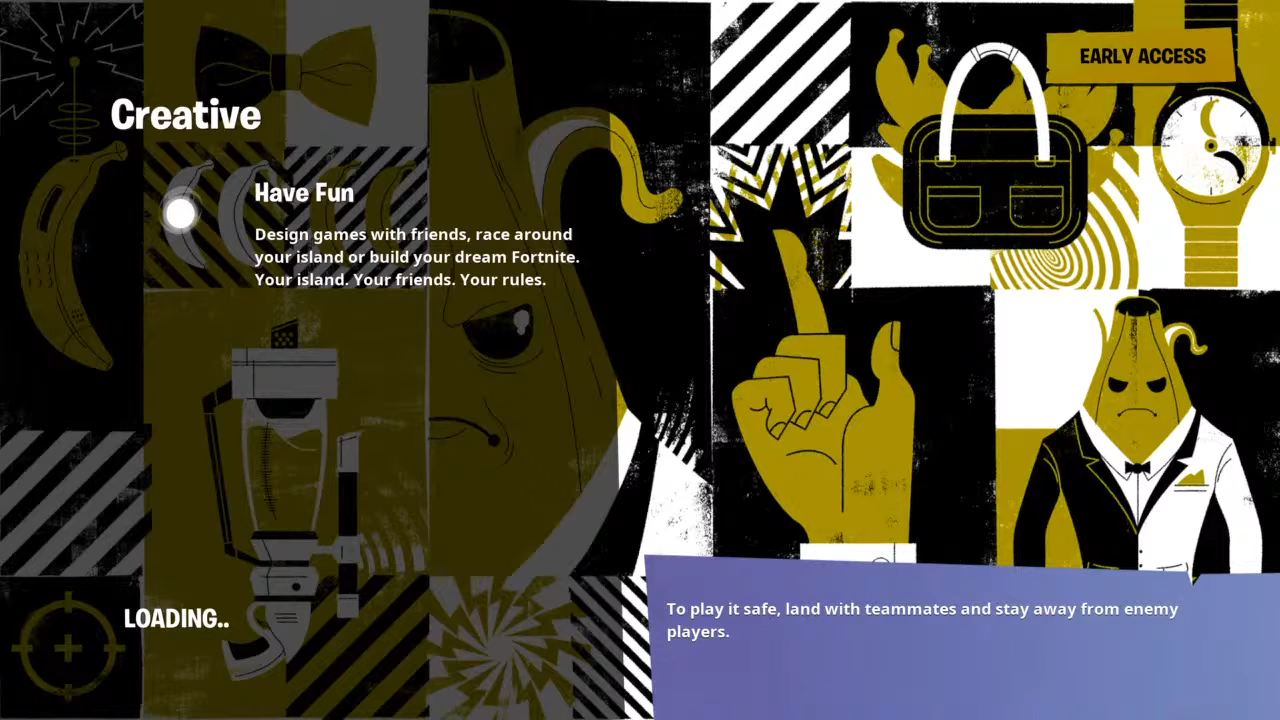 EARLY ACCESS
Creative
Have Fun
Design games with friends, race around
your island or build your dream Fortnite.
Your island. Your friends. Your rules.
LOADING..
To play it safe, land with teammates and stay away from enemy
players.